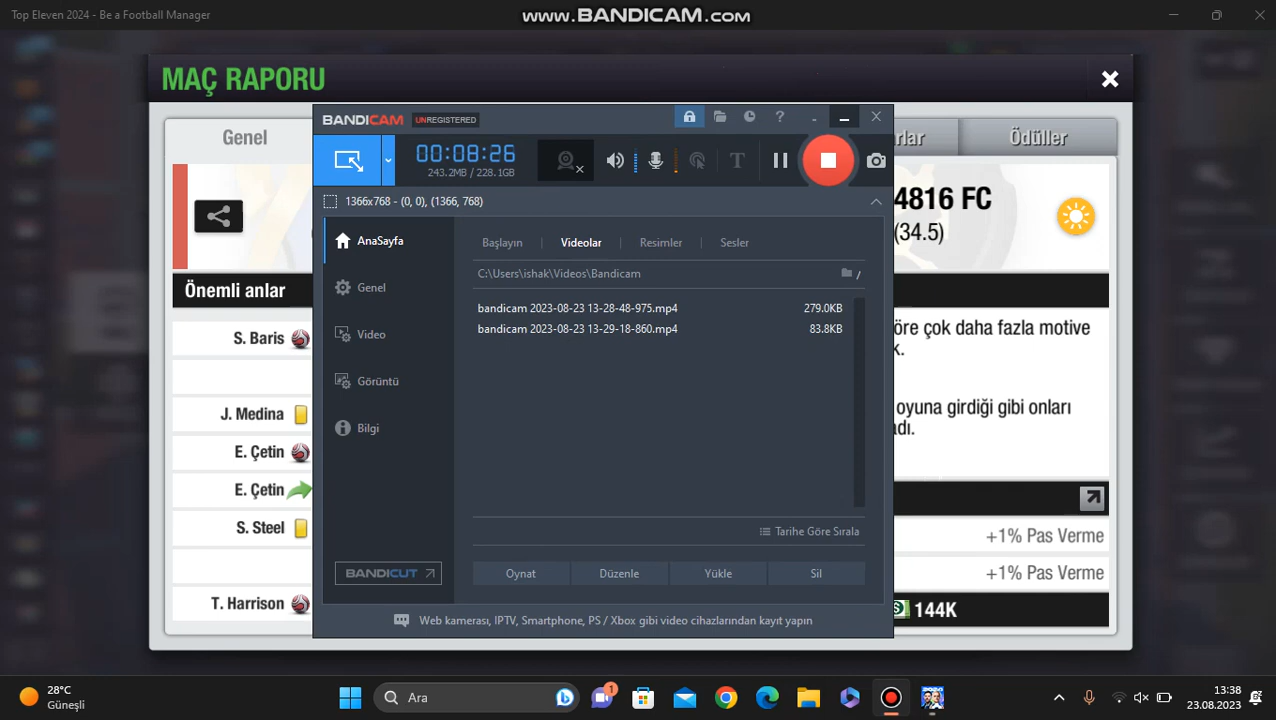 Top Eleven 2024 - Be a Football Manager
www.BANDICAM.com
MAÇ RAPORU
BANDICAM UNREGISTERED
Genel
00:08:26
243.2MB / 228.1GB
T
rlar
Ödüller
4816 FC
(34.5)
1366x768 - (0, 0), (1366, 768)
AnaSayfa
Başlayın
Videolar
Resimler
Sesler
C:\Users\ishak\Videos\Bandicam
Genel
Önemli anlar
bandicam 2023-08-23 13-28-48-975.mp4 279.0KB
bandicam 2023-08-23 13-29-18-860.mp4 83.8KB
Video
Görüntü
Bilgi
S. Baris
J. Medina
E. Çetin
E. Çetin
S. Steel
T. Harrison
öre çok daha fazla motive
k.
oyuna girdiği gibi onları
dı.
+1% Pas Verme
+1% Pas Verme
144K
Tarihe Göre Sırala
BANDICUT
Oynat
Düzenle
Yükle
Sil
Web kamerası, IPTV, Smartphone, PS / Xbox gibi video cihazlarından kayıt yapın
28°C
Güneşli
Ara
1
13:38
23.08.2023